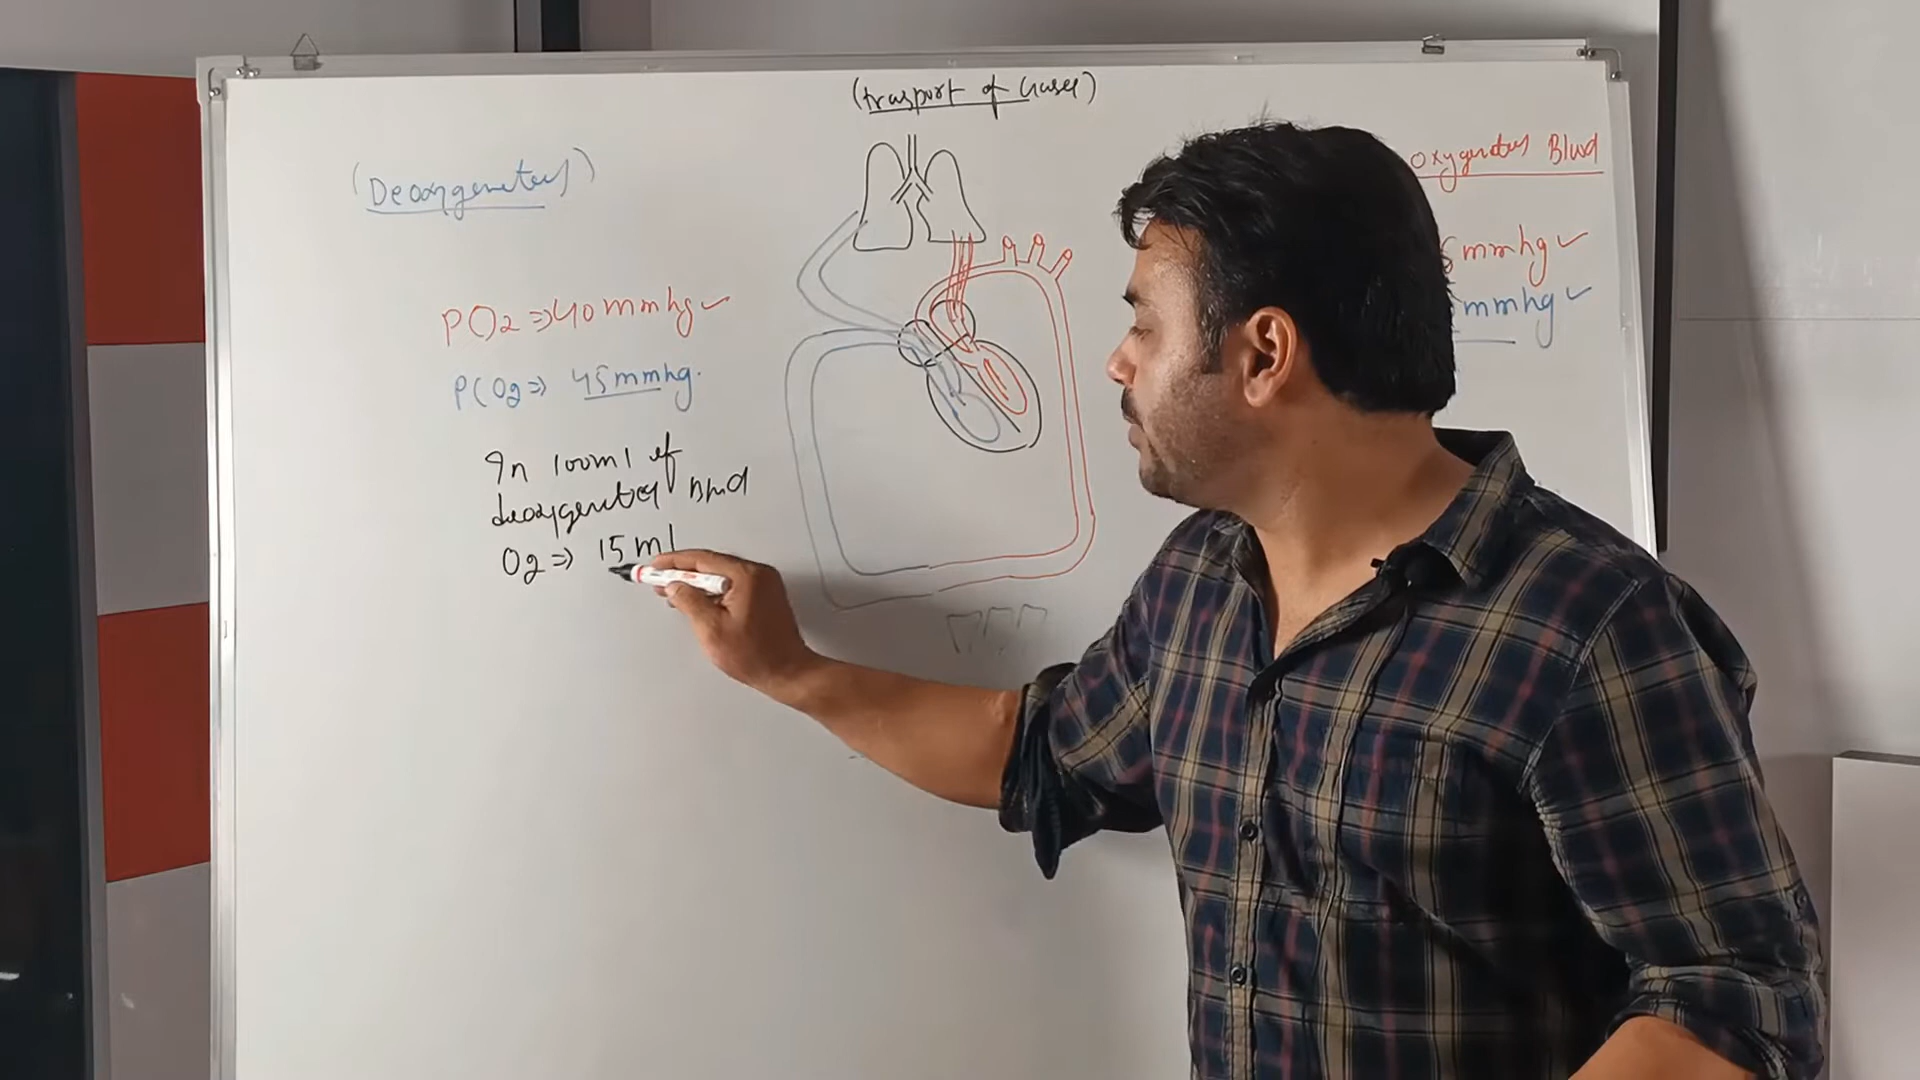 (trasport of Gases)
(Deoxygenated)
PO2 => 40 mmhg ✓
PCO2 => 45 mmhg.
In 100ml of
deoxygenated Blood
O2 => 15 ml
oxygenated Blood
mmhg ✓
mmhg ✓